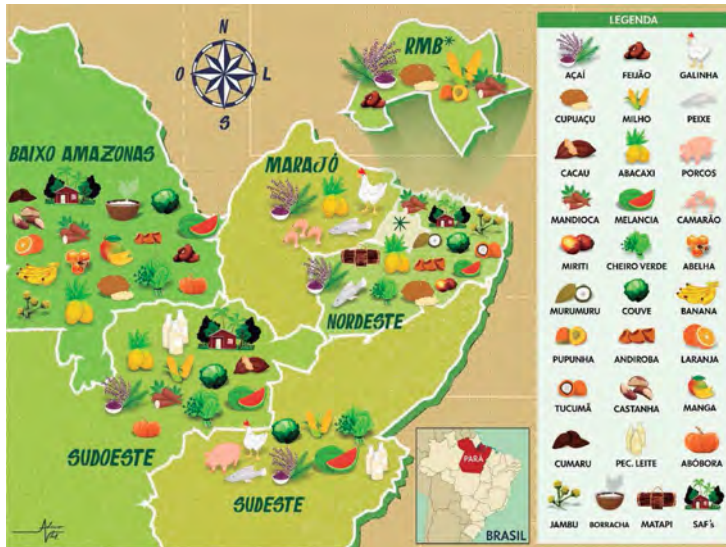 N
O
L
S
RMB*
BAIXO AMAZONAS
MARAJÓ
NORDESTE
SUDOESTE
SUDESTE
PARÁ
BRASIL
LEGENDA
AÇAÍ
FEIJÃO
GALINHA
CUPUAÇU
MILHO
PEIXE
CACAU
ABACAXI
PORCOS
MANDIOCA
MELANCIA
CAMARÃO
MIRITI
CHEIRO VERDE
ABELHA
MURUMURU
COUVE
BANANA
PUPUNHA
ANDIROBA
LARANJA
TUCUMÃ
CASTANHA
MANGA
CUMARU
PEC. LEITE
ABÓBORA
JAMBU
BORRACHA
MATAPI
SAF's